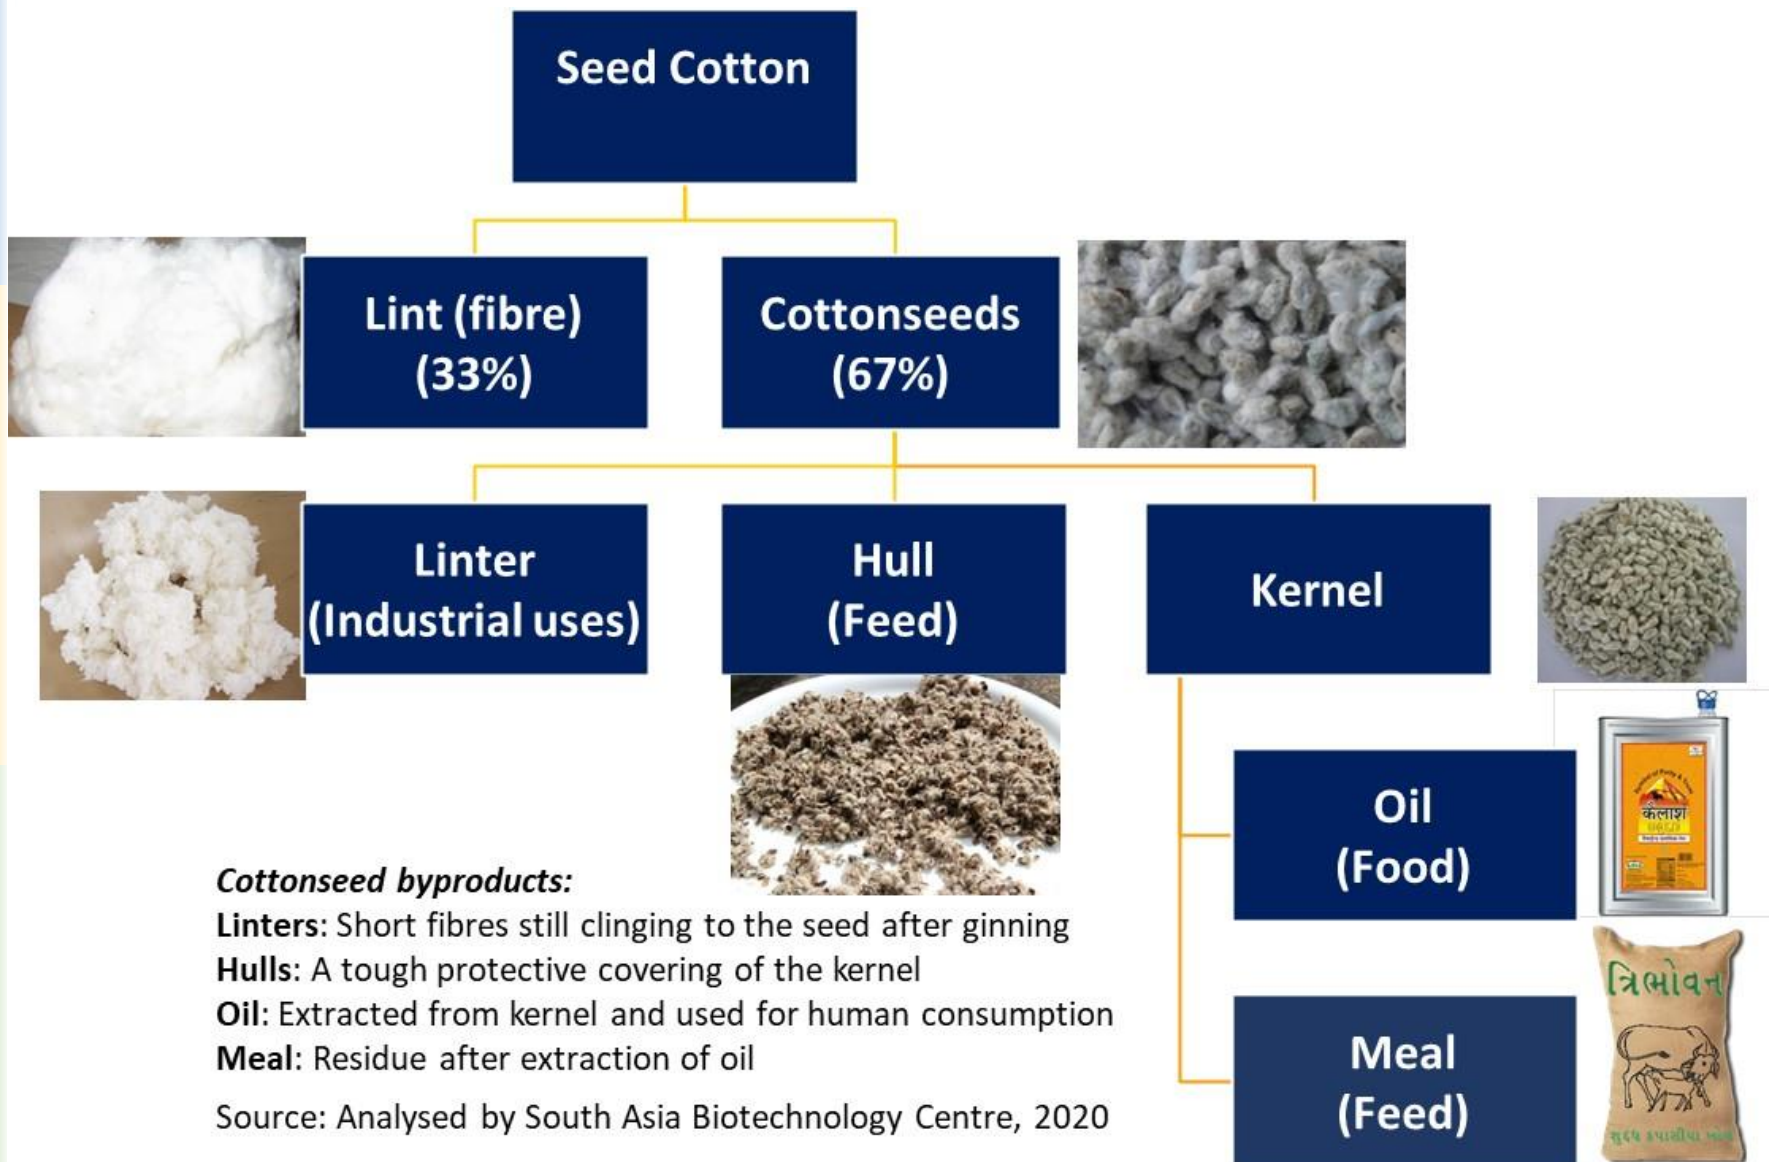 Seed Cotton
Lint (fibre)
(33%)
Cottonseeds
(67%)
Linter
(Industrial uses)
Hull
(Feed)
Kernel
Oil
(Food)
कैलाश
GOLD
Meal
(Feed)
ત્રિભોવન
Cottonseed byproducts:
Linters: Short fibres still clinging to the seed after ginning
Hulls: A tough protective covering of the kernel
Oil: Extracted from kernel and used for human consumption
Meal: Residue after extraction of oil
Source: Analysed by South Asia Biotechnology Centre, 2020